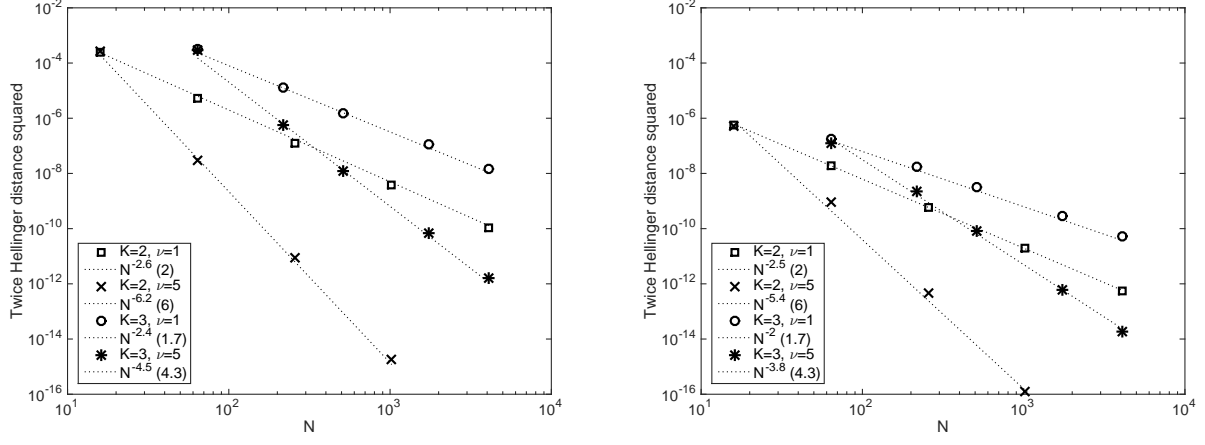 10^-2
10^-4
10^-6
10^-8
10^-10
10^-12
10^-14
10^-16
Twice Hellinger distance squared
K=2, ν=1
N^-2.6 (2)
K=2, ν=5
N^-6.2 (6)
K=3, ν=1
N^-2.4 (1.7)
K=3, ν=5
N^-4.5 (4.3)
10^1
10^2
10^3
10^4
N
10^-2
10^-4
10^-6
10^-8
10^-10
10^-12
10^-14
10^-16
Twice Hellinger distance squared
K=2, ν=1
N^-2.5 (2)
K=2, ν=5
N^-5.4 (6)
K=3, ν=1
N^-2 (1.7)
K=3, ν=5
N^-3.8 (4.3)
10^1
10^2
10^3
10^4
N